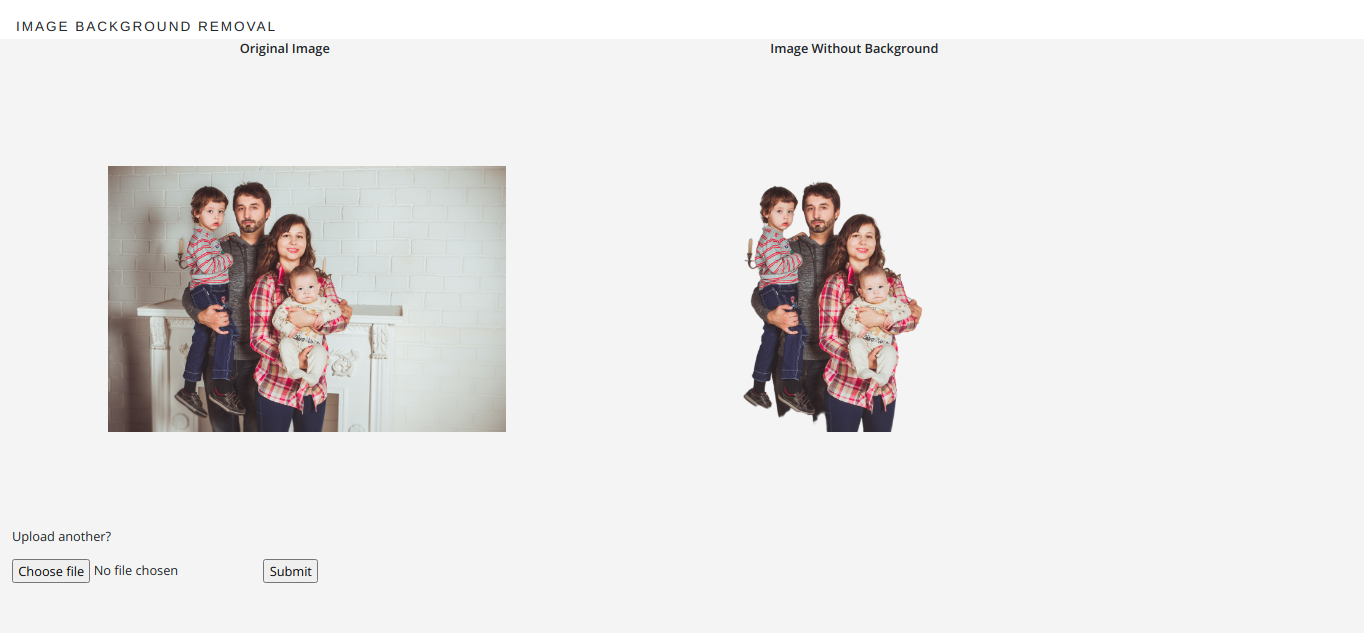 IMAGE BACKGROUND REMOVAL
Original Image
Image Without Background
Upload another?
Choose file No file chosen
Submit